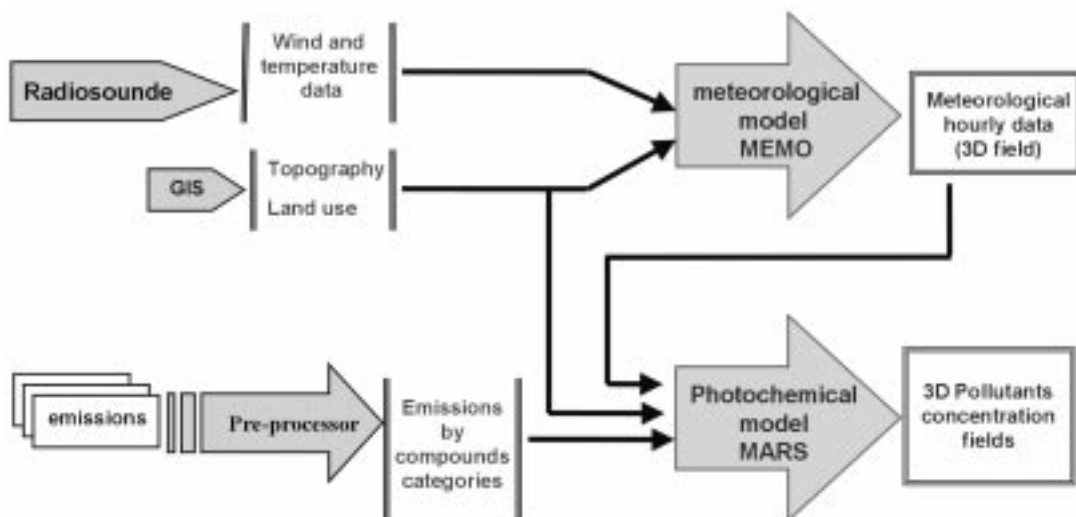 Radiosounde
Wind and
temperature
data
meteorological
model
MEMO
Meteorological
hourly data
(3D field)
GIS
Topography
Land use
emissions
Pre-processor
Emissions
by
compounds
categories
Photochemical
model
MARS
3D Pollutants
concentration
fields